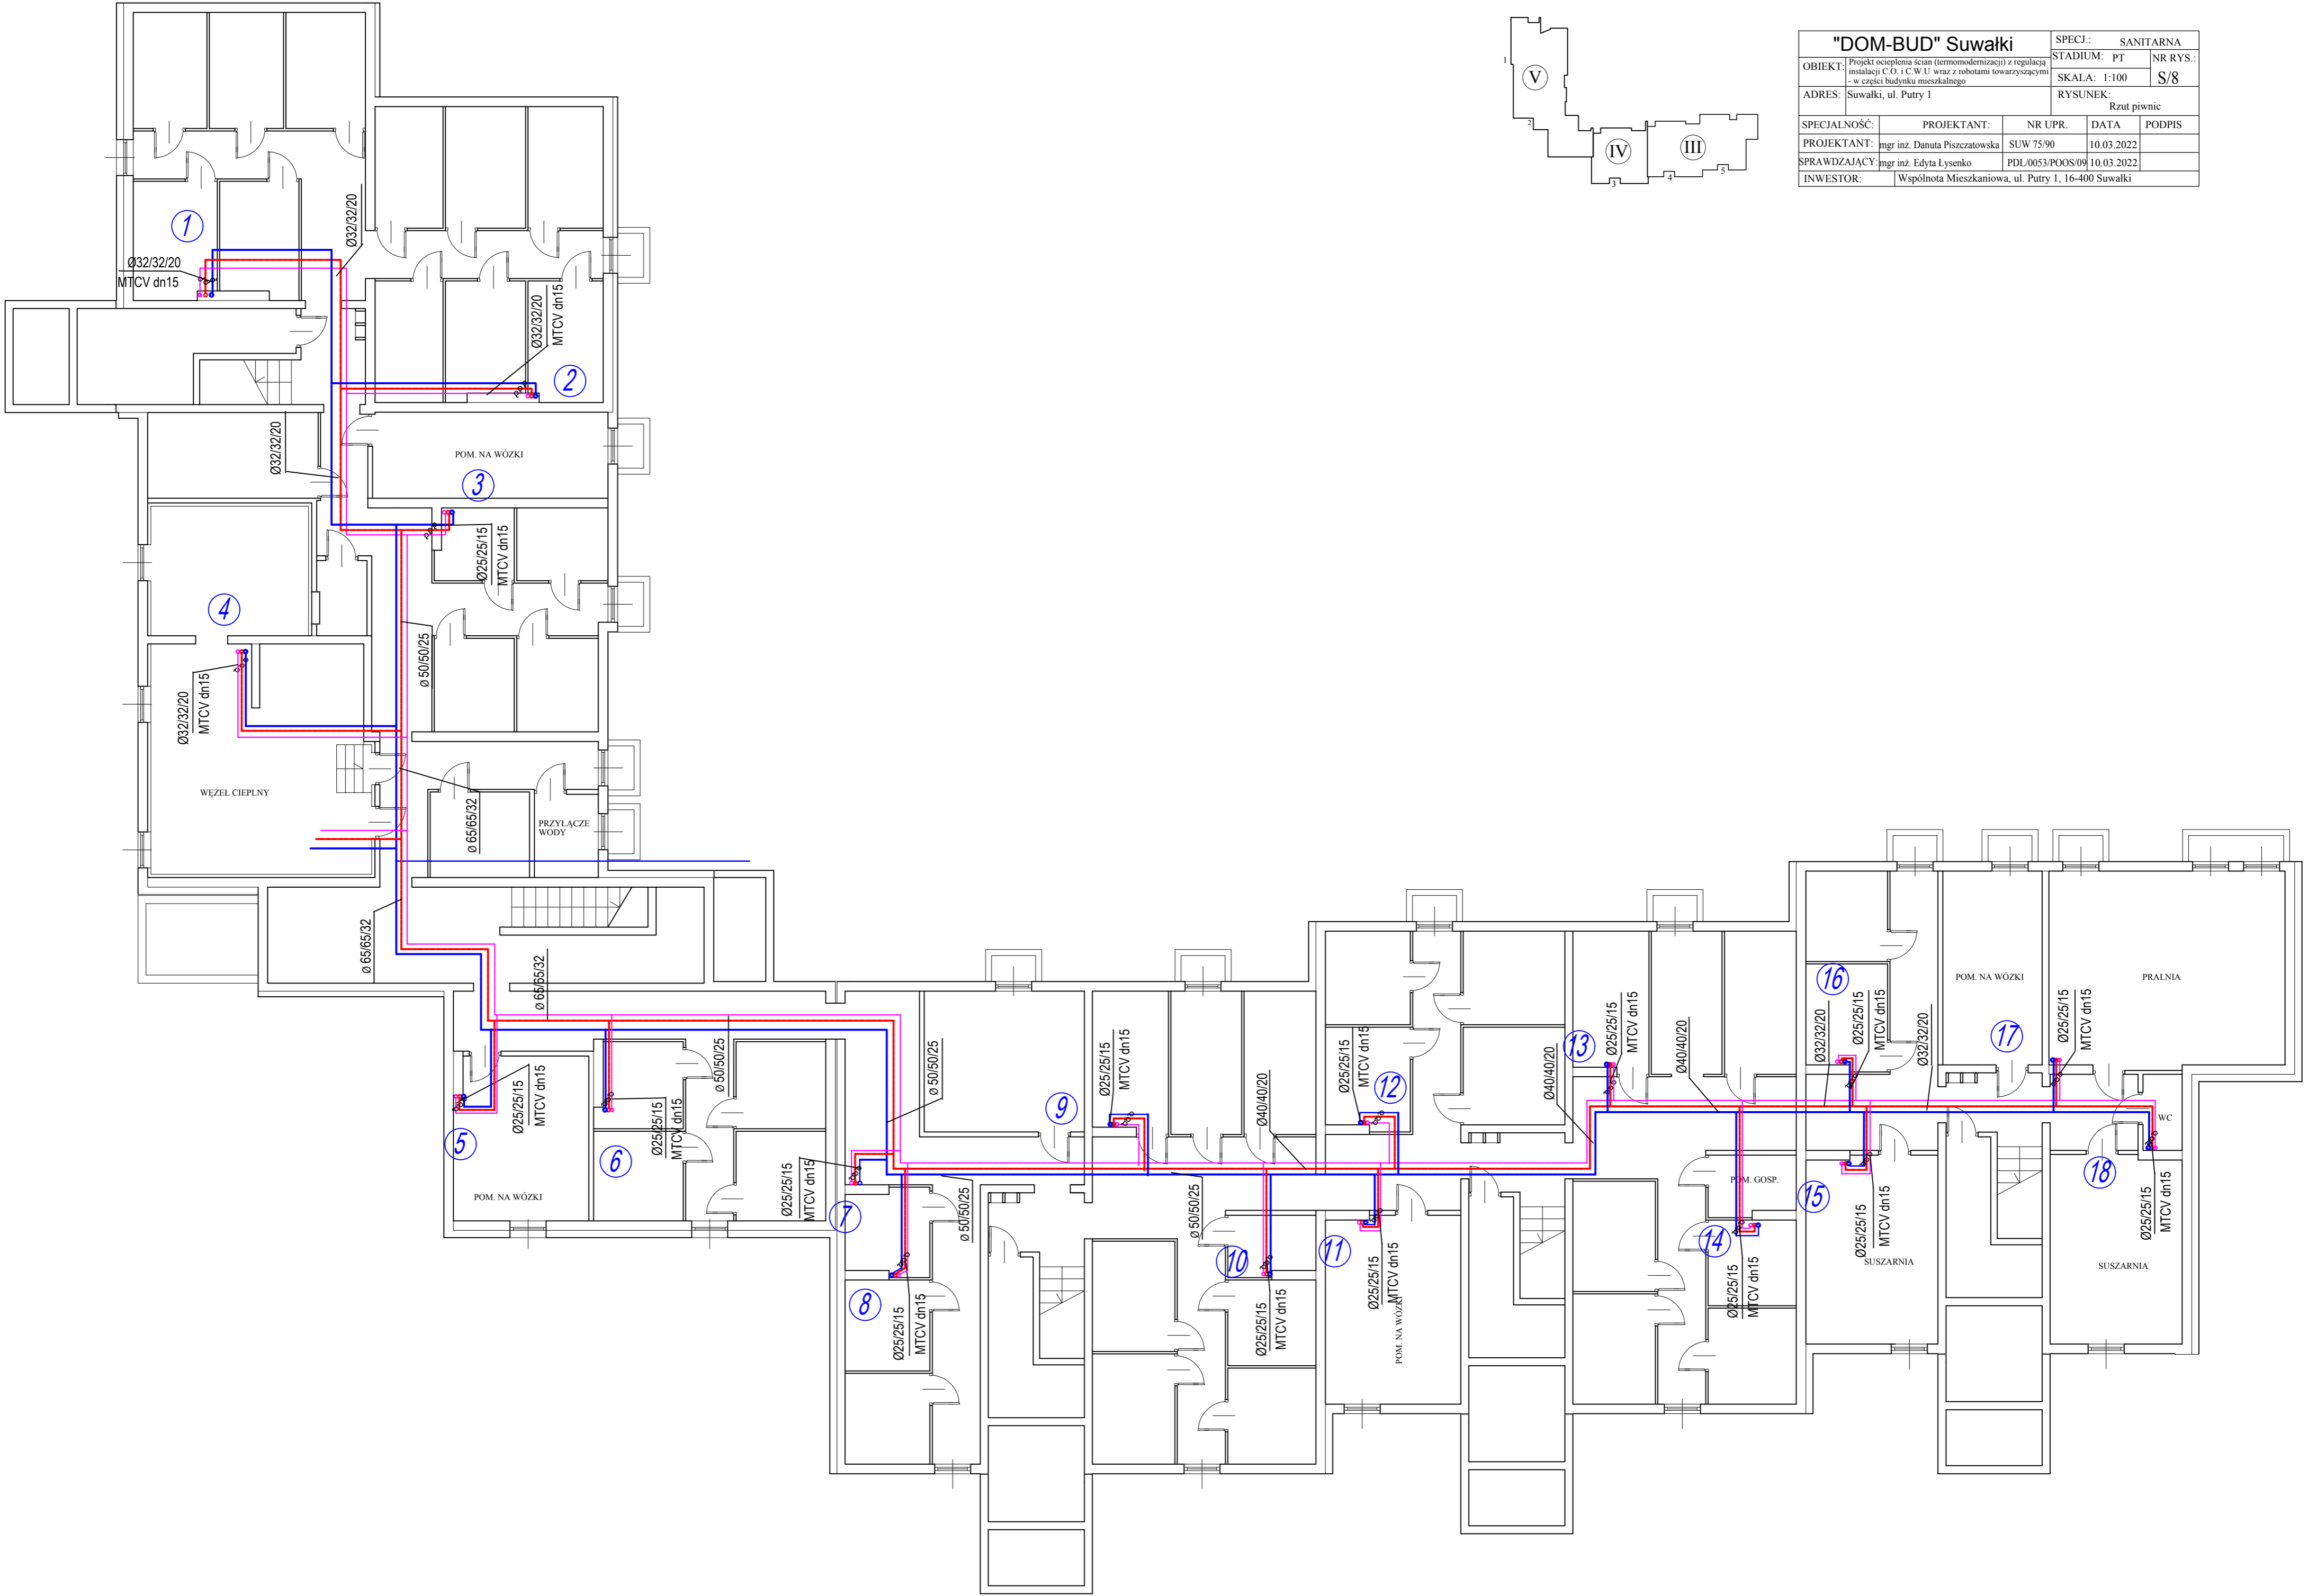 "DOM-BUD" Suwałki
SPECJ.: SANITARNA
STADIUM: PT
NR RYS.:
S/8
SKALA: 1:100
OBIEKT:
Projekt ocieplenia ścian (termomodernizacji) z regulacją
instalacji C.O. i C.W.U wraz z robotami towarzyszącymi
- w części budynku mieszkalnego
ADRES: Suwałki, ul. Putry 1
RYSUNEK:
Rzut piwnic
SPECJALNOŚĆ: PROJEKTANT: NR UPR. DATA PODPIS
PROJEKTANT: mgr inż. Danuta Piszczatowska SUW 75/90 10.03.2022
SPRAWDZAJĄCY: mgr inż. Edyta Łysenko PDL/0053/POOS/09 10.03.2022
INWESTOR: Wspólnota Mieszkaniowa, ul. Putry 1, 16-400 Suwałki
1
V
2
IV
III
3
4
5
1
Ø32/32/20
MTCV dn15
Ø32/32/20
Ø32/32/20
MTCV dn15
2
Ø32/32/20
POM. NA WÓZKI
3
Ø25/25/15
MTCV dn15
4
Ø 50/50/25
Ø32/32/20
MTCV dn15
WĘZEŁ CIEPLNY
Ø 65/65/32
PRZYŁĄCZE
WODY
Ø 65/65/32
Ø 65/65/32
5
Ø25/25/15
MTCV dn15
POM. NA WÓZKI
6
Ø25/25/15
MTCV dn15
Ø 50/50/25
Ø25/25/15
MTCV dn15
7
Ø 50/50/25
8
Ø25/25/15
MTCV dn15
Ø 50/50/25
9
Ø25/25/15
MTCV dn15
Ø 50/50/25
10
Ø25/25/15
MTCV dn15
Ø40/40/20
11
Ø25/25/15
MTCV dn15
POM. NA WÓZKI
12
Ø25/25/15
MTCV dn15
Ø40/40/20
13
Ø25/25/15
MTCV dn15
Ø40/40/20
POM. GOSP.
14
Ø25/25/15
MTCV dn15
15
Ø25/25/15
MTCV dn15
SUSZARNIA
16
Ø32/32/20
Ø25/25/15
MTCV dn15
Ø32/32/20
POM. NA WÓZKI
17
Ø25/25/15
MTCV dn15
PRALNIA
WC
18
Ø25/25/15
MTCV dn15
SUSZARNIA